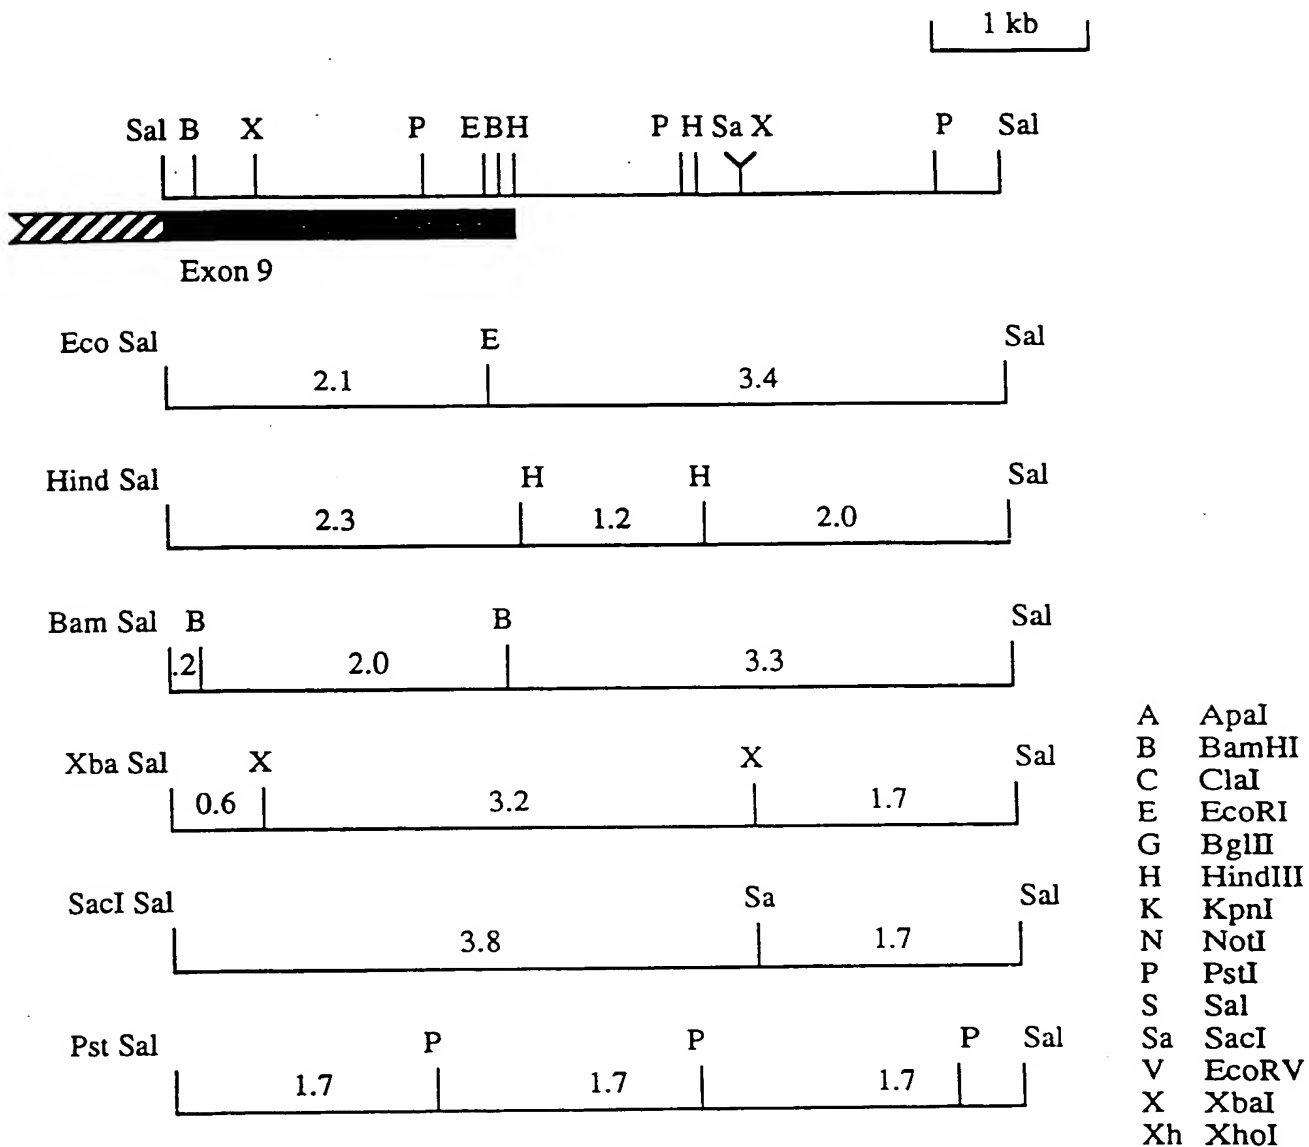 1 kb
Sal B X P E B H P H Sa X P Sal
Exon 9
Eco Sal E Sal
2.1 3.4
Hind Sal H H Sal
2.3 1.2 2.0
Bam Sal B B Sal
.2 2.0 3.3
Xba Sal X X Sal
0.6 3.2 1.7
SacI Sal Sa Sal
3.8 1.7
Pst Sal P P P Sal
1.7 1.7 1.7
A ApaI
B BamHI
C ClaI
E EcoRI
G BglII
H HindIII
K KpnI
N NotI
P PstI
S Sal
Sa SacI
V EcoRV
X XbaI
Xh XhoI